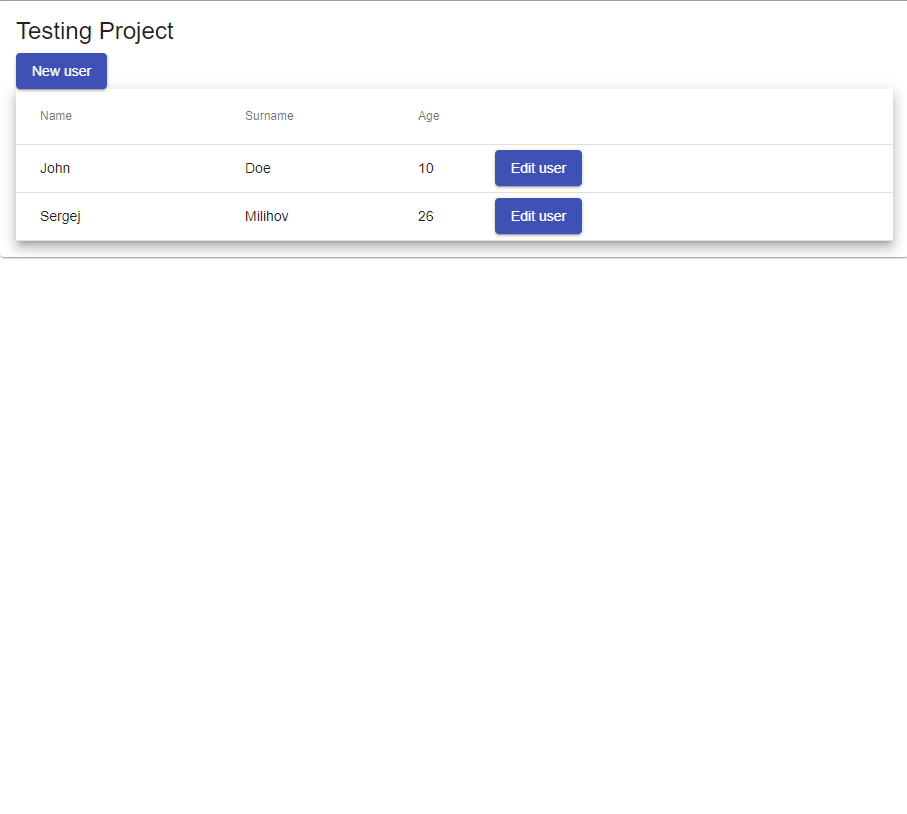 Testing Project
New user
Name Surname Age
John Doe 10 Edit user
Sergej Milihov 26 Edit user